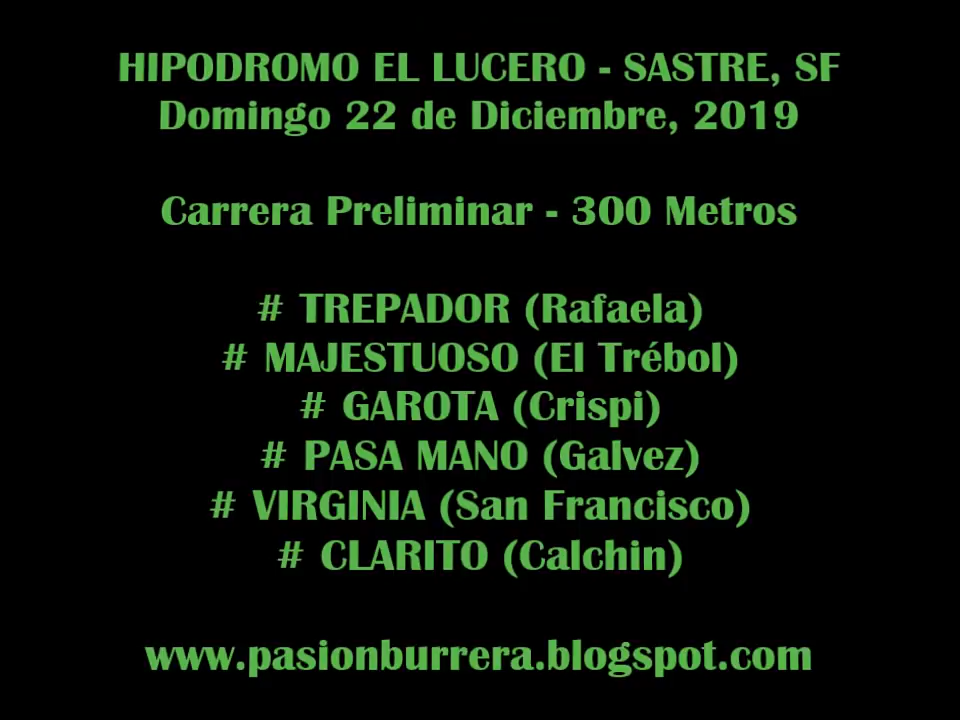 HIPODROMO EL LUCERO - SASTRE, SF
Domingo 22 de Diciembre, 2019
Carrera Preliminar - 300 Metros
# TREPADOR (Rafaela)
# MAJESTUOSO (El Trébol)
# GAROTA (Crispi)
# PASA MANO (Galvez)
# VIRGINIA (San Francisco)
# CLARITO (Calchin)
www.pasionburrera.blogspot.com